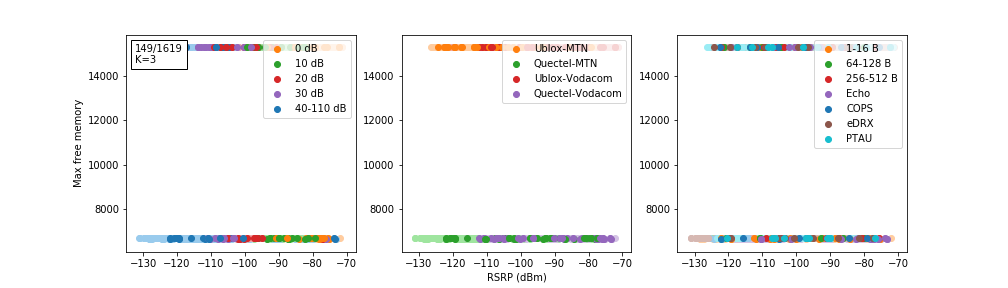 149/1619
K=3
0 dB
10 dB
20 dB
30 dB
40-110 dB
Ublox-MTN
Quectel-MTN
Ublox-Vodacom
Quectel-Vodacom
1-16 B
64-128 B
256-512 B
Echo
COPS
eDRX
PTAU
Max free memory
14000
12000
10000
8000
14000
12000
10000
8000
14000
12000
10000
8000
−130 −120 −110 −100 −90 −80 −70
−130 −120 −110 −100 −90 −80 −70
−130 −120 −110 −100 −90 −80 −70
RSRP (dBm)